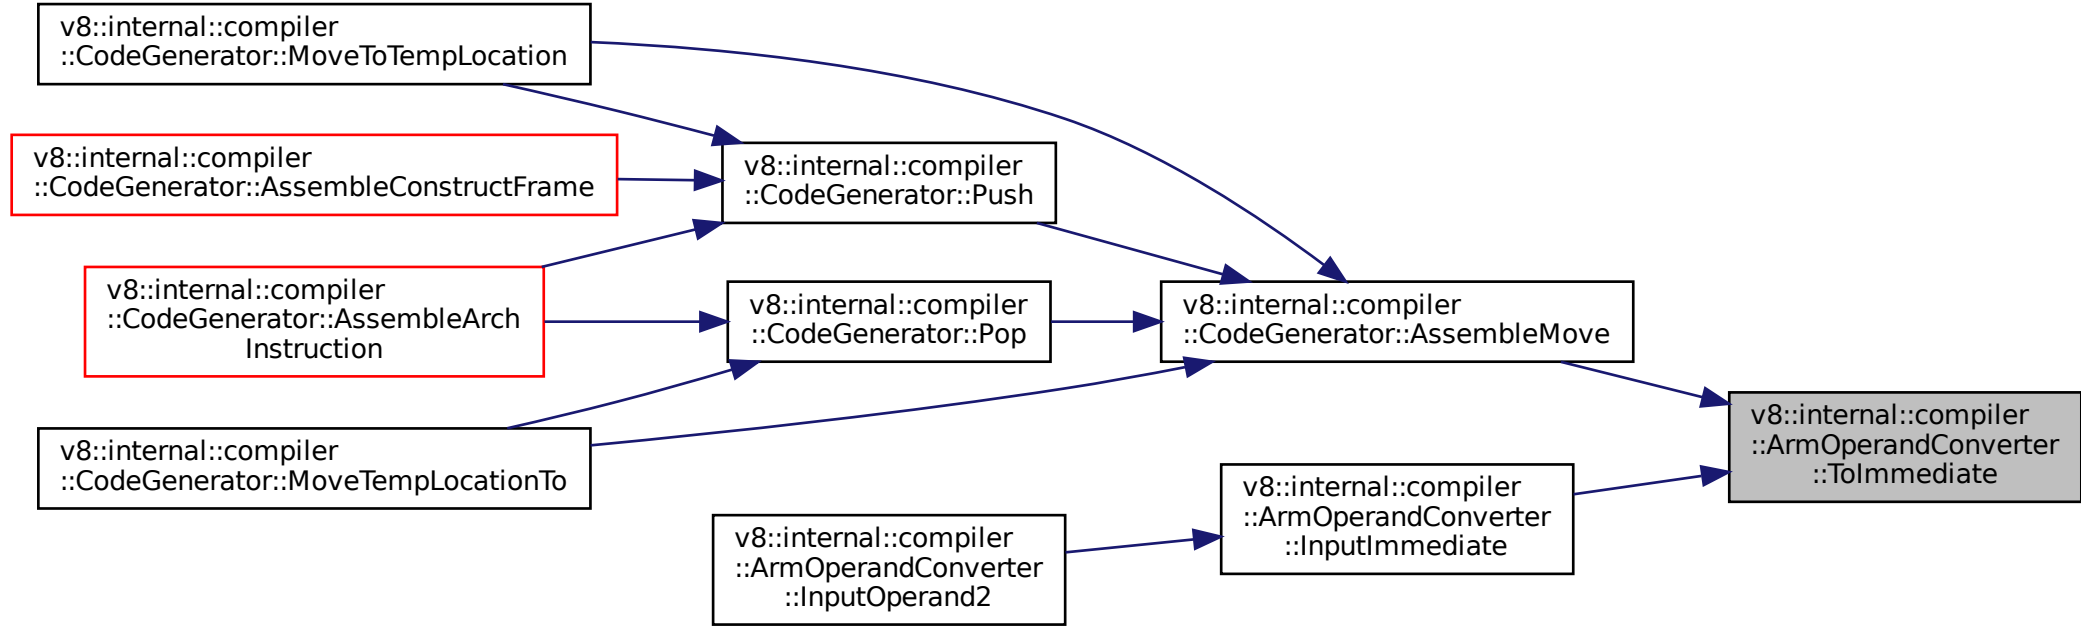 v8::internal::compiler
::CodeGenerator::MoveToTempLocation
v8::internal::compiler
::CodeGenerator::AssembleConstructFrame
v8::internal::compiler
::CodeGenerator::Push
v8::internal::compiler
::CodeGenerator::AssembleArch
Instruction
v8::internal::compiler
::CodeGenerator::Pop
v8::internal::compiler
::CodeGenerator::AssembleMove
v8::internal::compiler
::ArmOperandConverter
::ToImmediate
v8::internal::compiler
::CodeGenerator::MoveTempLocationTo
v8::internal::compiler
::ArmOperandConverter
::InputImmediate
v8::internal::compiler
::ArmOperandConverter
::InputOperand2